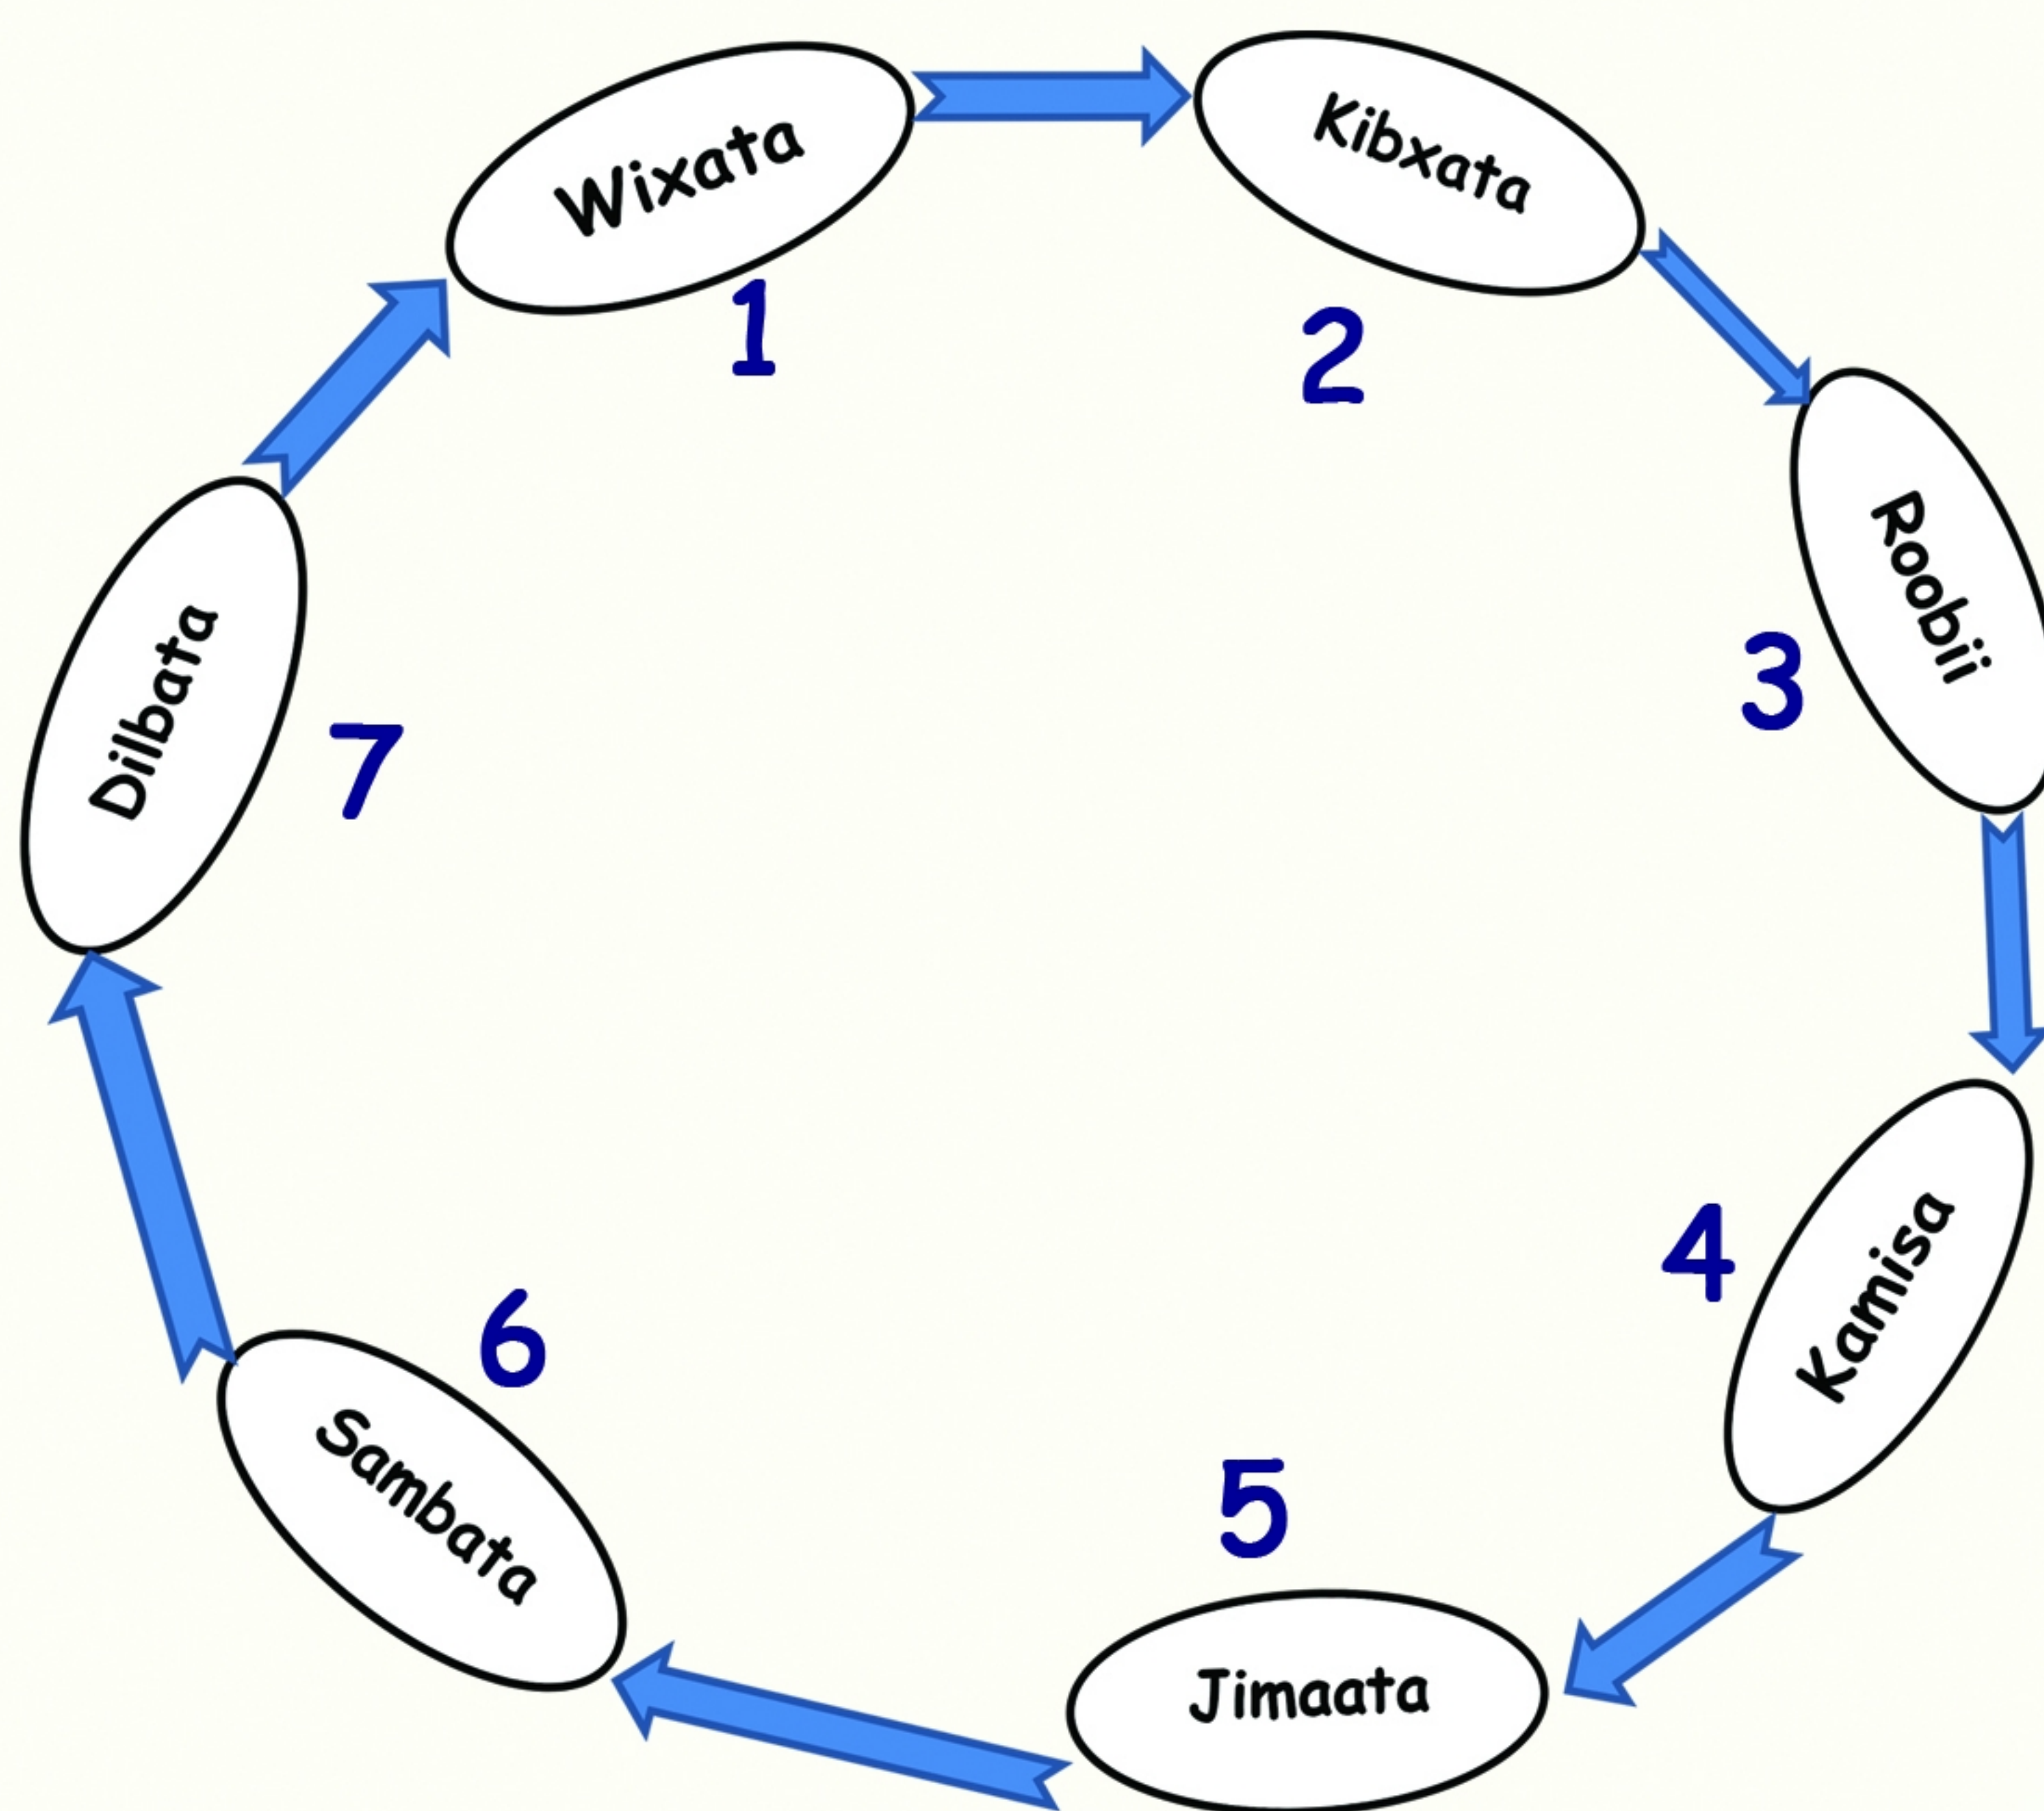 Wixata
1
Kibxata
2
Roobii
3
Kamisa
4
Jimaata
5
Sambata
6
Dilbata
7